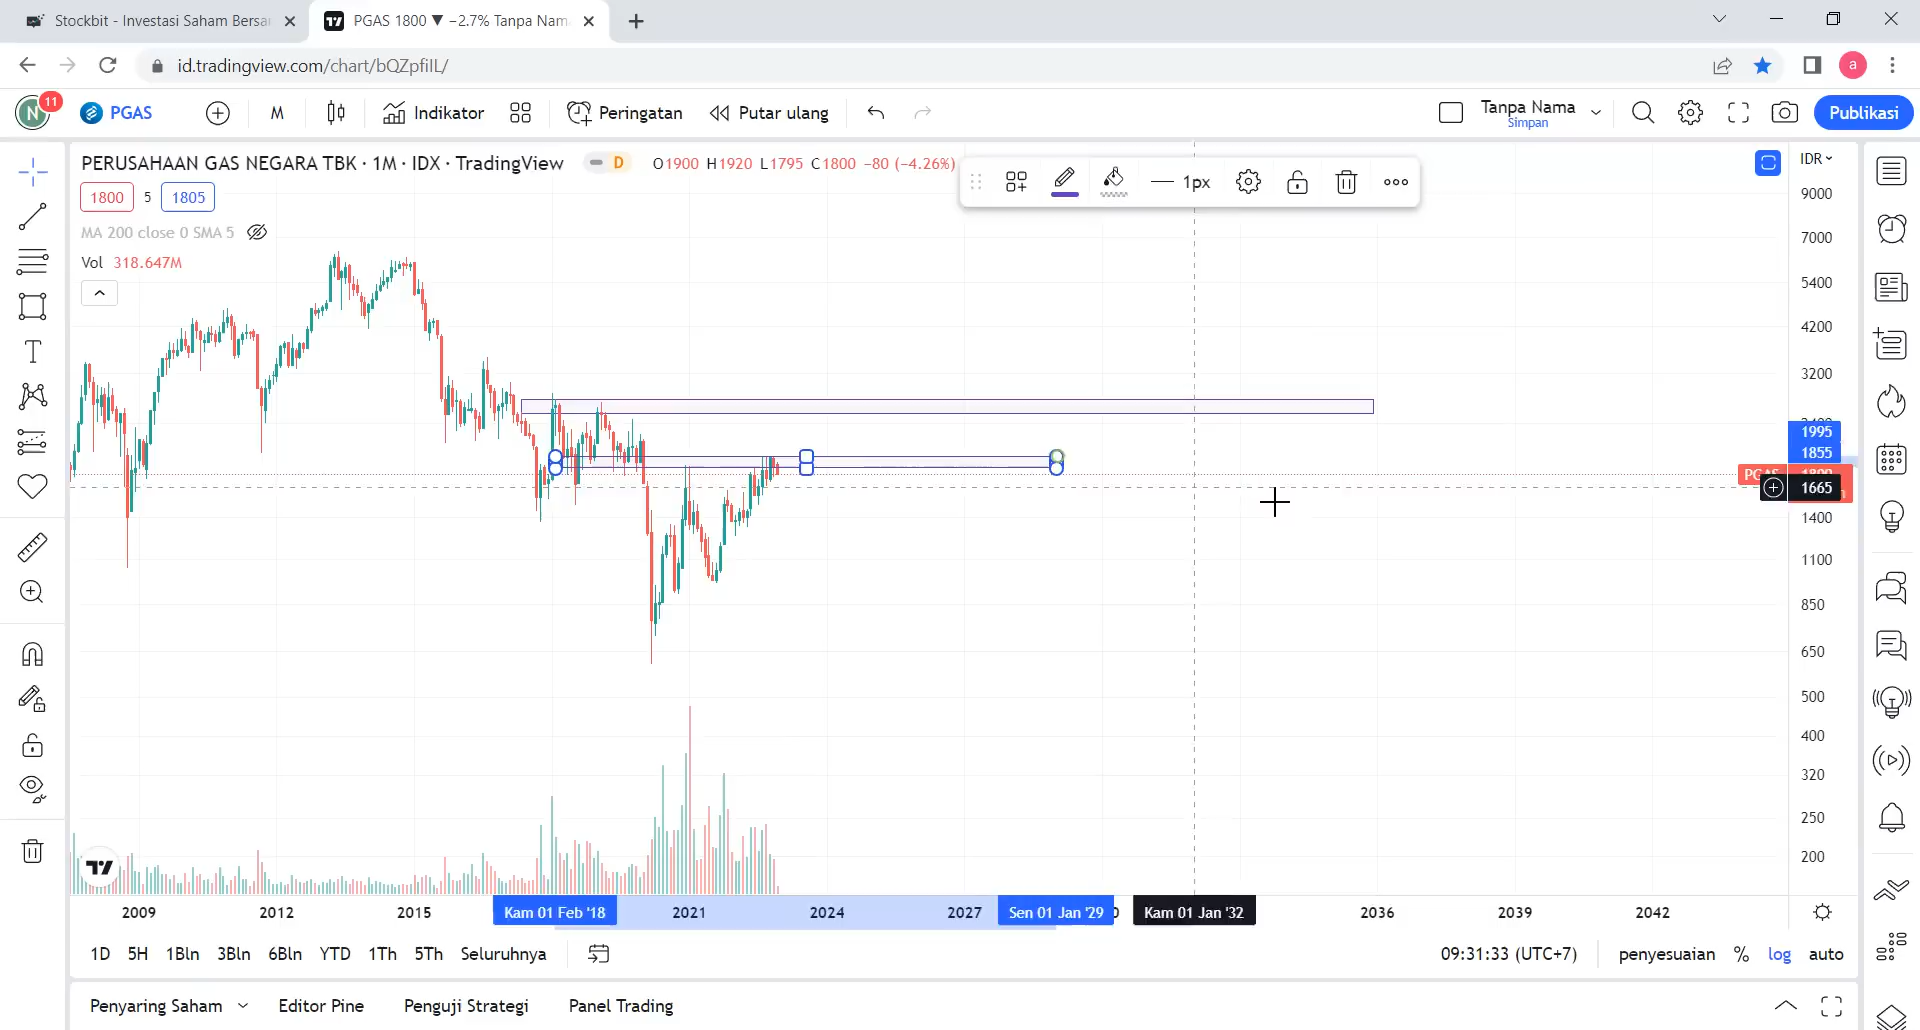 Stockbit - Investasi Saham Bersa
PGAS 1800 ▼ −2.7% Tanpa Nam
id.tradingview.com/chart/bQZpfiIL/
a
N 11 PGAS M Indikator Peringatan Putar ulang Tanpa Nama Simpan Publikasi
PERUSAHAAN GAS NEGARA TBK · 1M · IDX · TradingView D O1900 H1920 L1795 C1800 −80 (−4.26%)
1px
IDR
1800 5 1805
MA 200 close 0 SMA 5
Vol 318.647M
9000
7000
5400
4200
3200
1995
1855
1665
1400
1100
850
650
500
400
320
250
200
2009 2012 2015 Kam 01 Feb '18 2021 2024 2027 Sen 01 Jan '29 Kam 01 Jan '32 2036 2039 2042
1D 5H 1Bln 3Bln 6Bln YTD 1Th 5Th Seluruhnya 09:31:33 (UTC+7) penyesuaian % log auto
Penyaring Saham Editor Pine Penguji Strategi Panel Trading